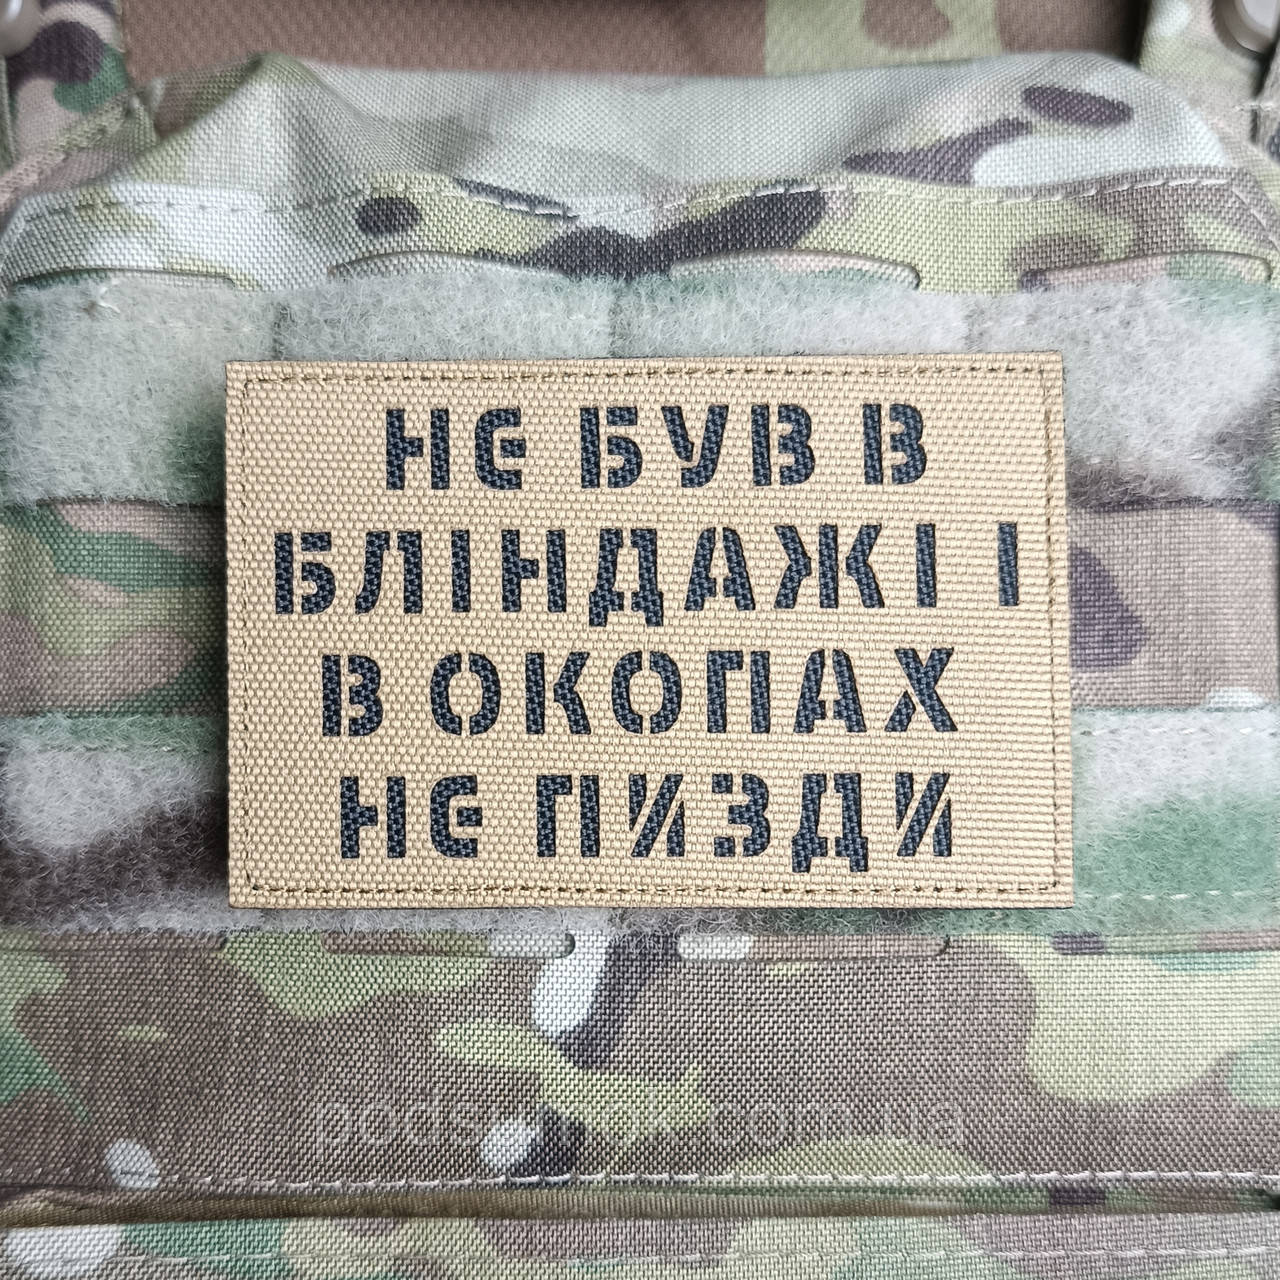 НЕ БУВ В
БЛІНДАЖІ І
В ОКОПАХ
НЕ ПИЗДИ